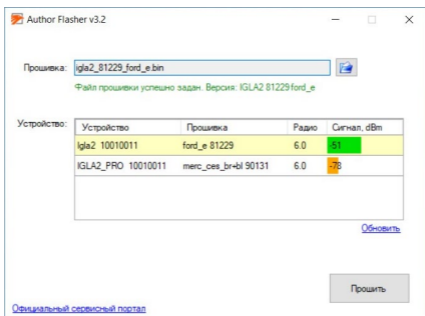 Author Flasher v3.2
Прошивка: igla2_81229_ford_e.bin
Файл прошивки успешно задан. Версия: IGLA2 81229 ford_e
Устройство: Устройство Прошивка Радио Сигнал, dBm
Igla2 10010011 ford_e 81229 6.0 -51
IGLA2_PRO 10010011 merc_ces_br+bl 90131 6.0 -78
Обновить
Прошить
Официальный сервисный портал